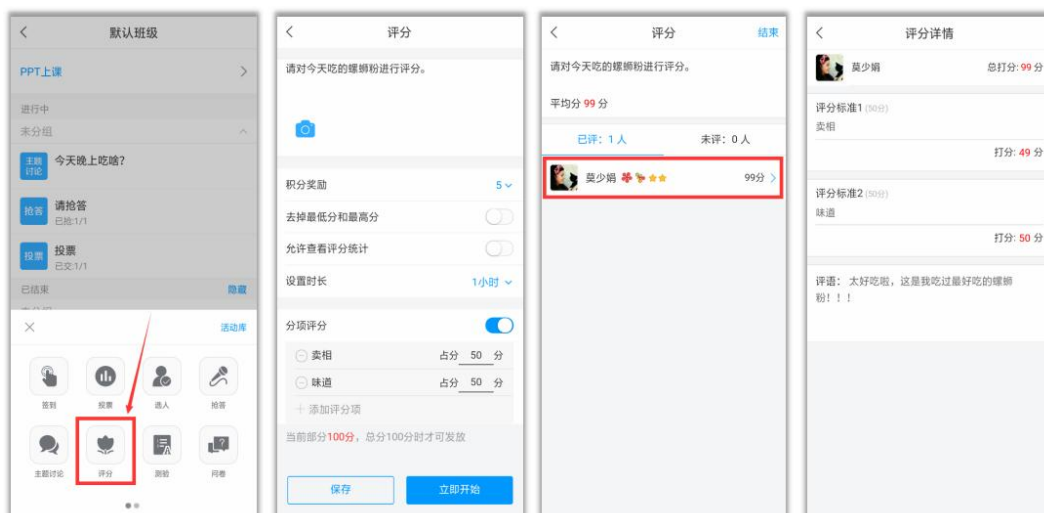 默认班级
PPT上课
进行中
未分组
主题讨论 今天晚上吃啥?
抢答 请抢答
已抢:1/1
投票 投票
已交:1/1
已结束 隐藏
活动库
签到 投票 选人 抢答
主题讨论 评分 测验 问卷
评分
请对今天吃的螺蛳粉进行评分。
积分奖励 5
去掉最低分和最高分
允许查看评分统计
设置时长 1小时
分项评分
卖相 占分 50 分
味道 占分 50 分
添加评分项
当前部分100分，总分100分时才可发放
保存 立即开始
评分 结束
请对今天吃的螺蛳粉进行评分。
平均分 99 分
已评：1 人 未评：0 人
莫少娟 99分
评分详情
莫少娟 总打分: 99 分
评分标准1 (50分)
卖相
打分: 49 分
评分标准2 (50分)
味道
打分: 50 分
评语： 太好吃啦，这是我吃过最好吃的螺蛳
粉！！！